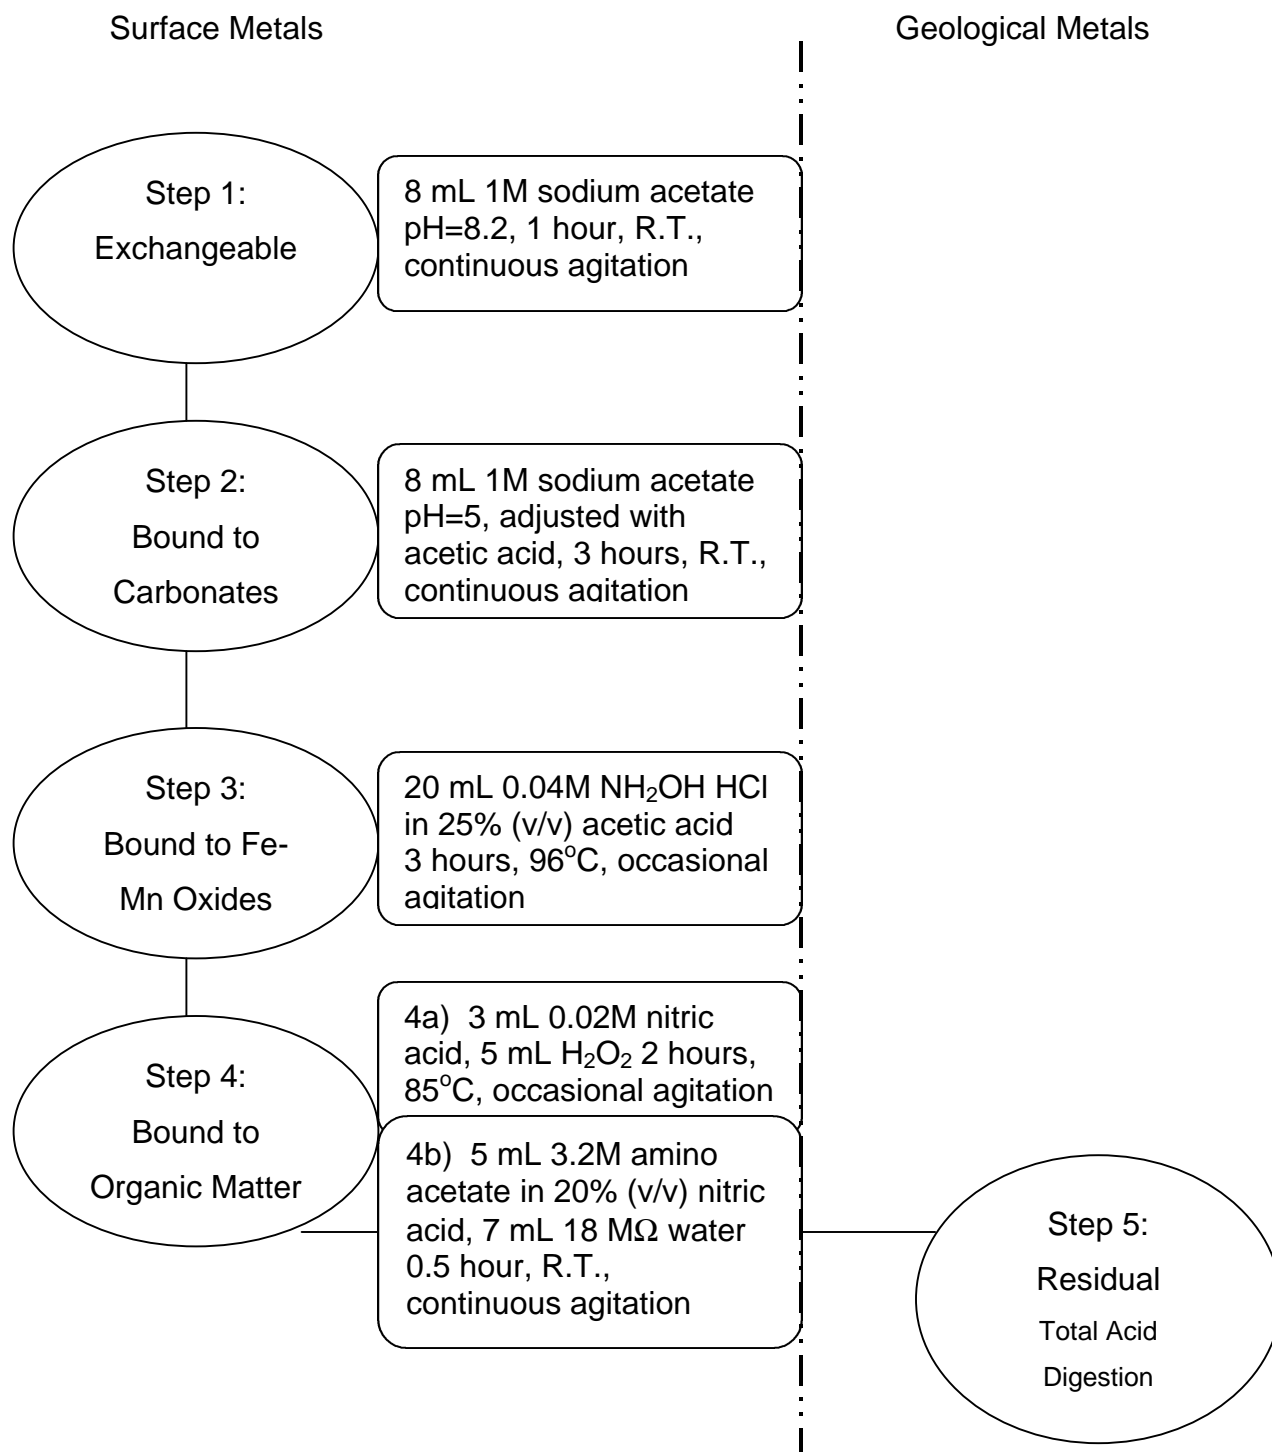 Surface Metals
Geological Metals
Step 1:
Exchangeable
8 mL 1M sodium acetate
pH=8.2, 1 hour, R.T.,
continuous agitation
Step 2:
Bound to
Carbonates
8 mL 1M sodium acetate
pH=5, adjusted with
acetic acid, 3 hours, R.T.,
continuous agitation
Step 3:
Bound to Fe-
Mn Oxides
20 mL 0.04M NH₂OH HCl
in 25% (v/v) acetic acid
3 hours, 96°C, occasional
agitation
Step 4:
Bound to
Organic Matter
4a) 3 mL 0.02M nitric
acid, 5 mL H₂O₂ 2 hours,
85°C, occasional agitation
4b) 5 mL 3.2M amino
acetate in 20% (v/v) nitric
acid, 7 mL 18 MΩ water
0.5 hour, R.T.,
continuous agitation
Step 5:
Residual
Total Acid
Digestion